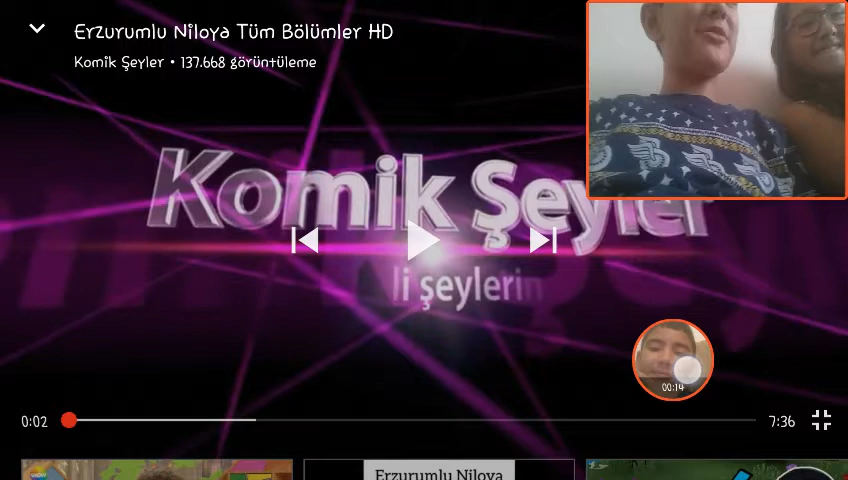 Erzurumlu Niloya Tüm Bölümler HD
Komik Şeyler • 137.668 görüntüleme
Komik Şeyler
li şeylerin
00:14
0:02
7:36
Erzurumlu Niloya